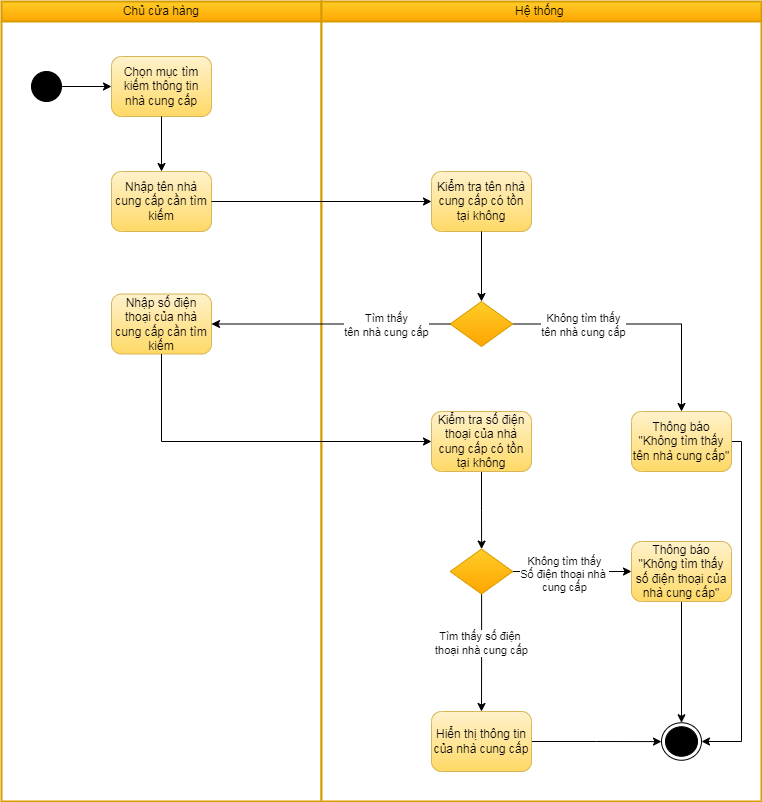 Chủ cửa hàng
Hệ thống
Chọn mục tìm
kiếm thông tin
nhà cung cấp
Nhập tên nhà
cung cấp cần tìm
kiếm
Kiểm tra tên nhà
cung cấp có tồn
tại không
Nhập số điện
thoại của nhà
cung cấp cần tìm
kiếm
Tìm thấy
tên nhà cung cấp
Không tìm thấy
tên nhà cung cấp
Kiểm tra số điện
thoại của nhà
cung cấp có tồn
tại không
Thông báo
"Không tìm thấy
tên nhà cung cấp"
Không tìm thấy
Số điện thoại nhà
cung cấp
Thông báo
"Không tìm thấy
số điện thoại của
nhà cung cấp"
Tìm thấy số điện
thoại nhà cung cấp
Hiển thị thông tin
của nhà cung cấp